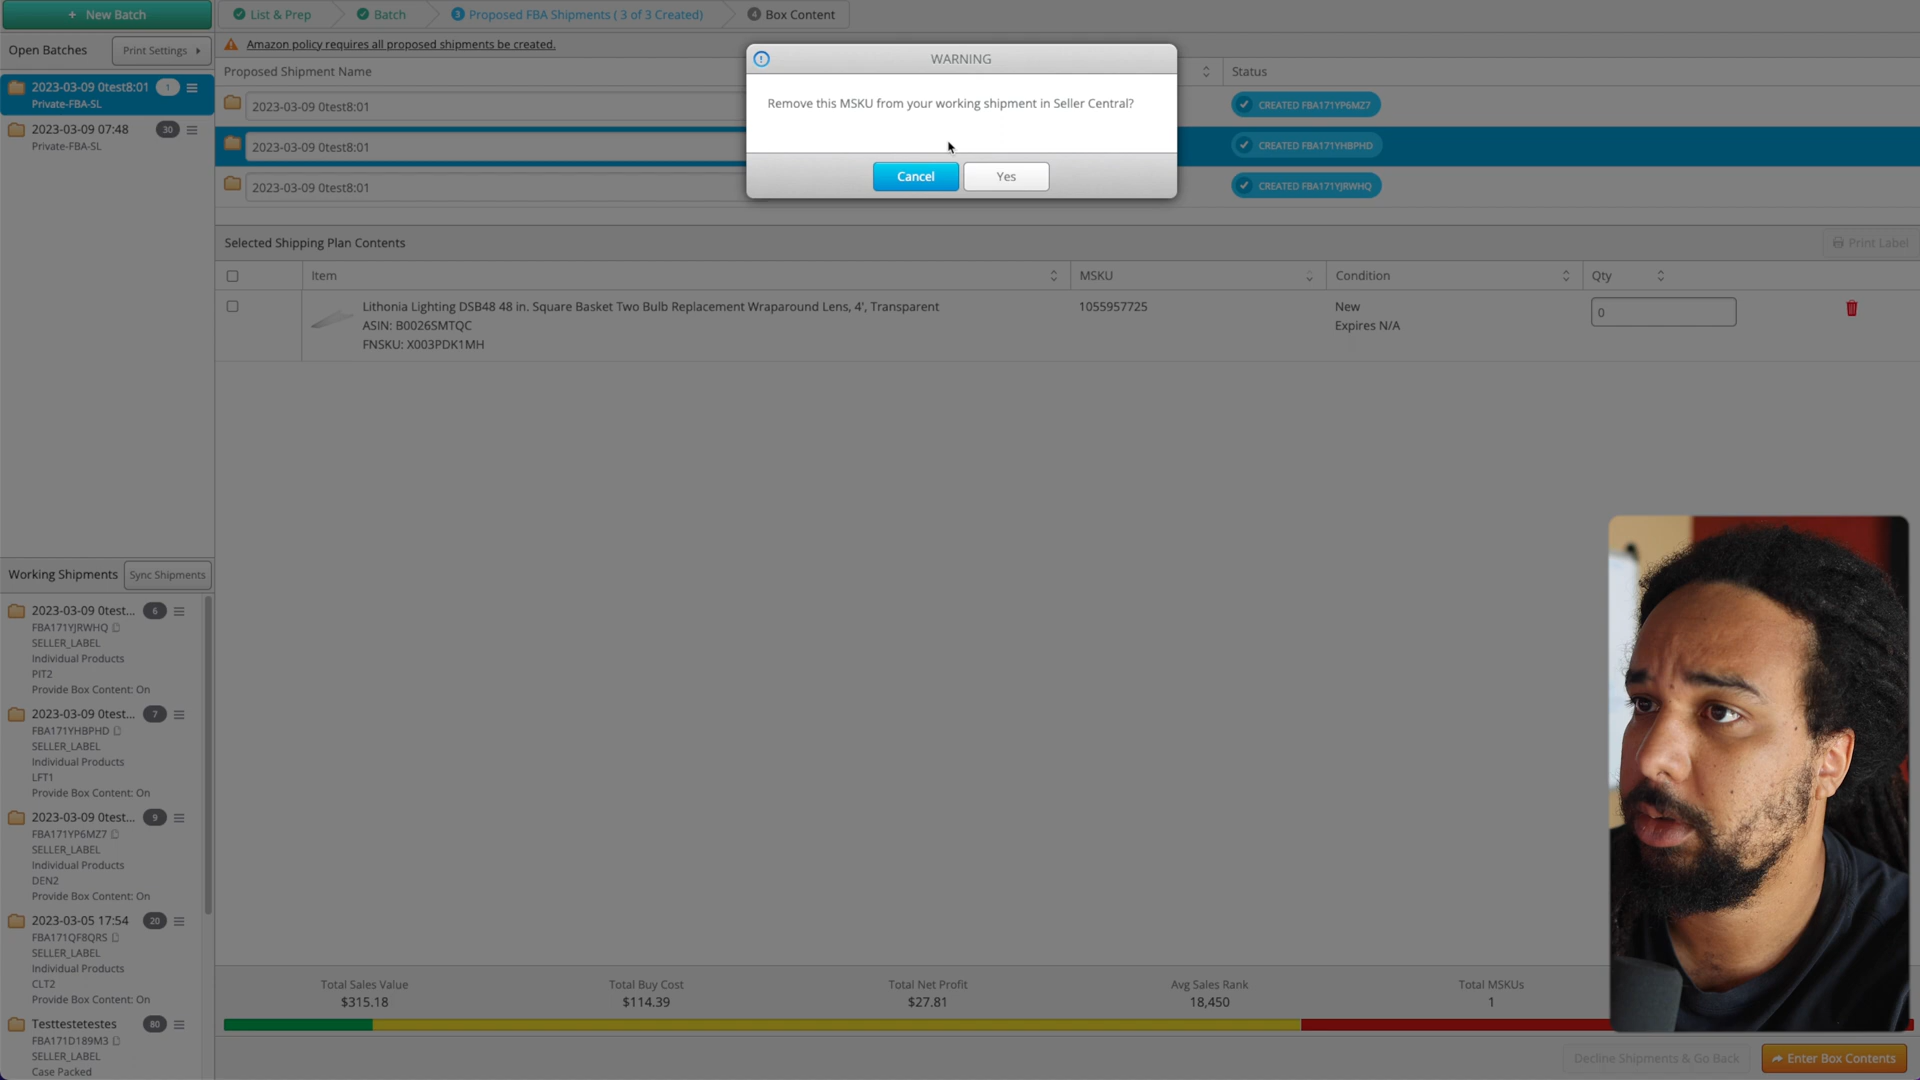 + New Batch
List & Prep
Batch
3 Proposed FBA Shipments ( 3 of 3 Created)
4 Box Content
Open Batches
Print Settings
Amazon policy requires all proposed shipments be created.
Proposed Shipment Name
Status
WARNING
Remove this MSKU from your working shipment in Seller Central?
Cancel
Yes
2023-03-09 0test8:01 1
Private-FBA-SL
2023-03-09 07:48 30
Private-FBA-SL
2023-03-09 0test8:01
CREATED FBA171YP6MZ7
2023-03-09 0test8:01
CREATED FBA171YHBPHD
2023-03-09 0test8:01
CREATED FBA171YJRWHQ
Selected Shipping Plan Contents
Print Label
Item
MSKU
Condition
Qty
Lithonia Lighting DSB48 48 in. Square Basket Two Bulb Replacement Wraparound Lens, 4', Transparent
ASIN: B0026SMTQC
FNSKU: X003PDK1MH
1055957725
New
Expires N/A
0
Working Shipments
Sync Shipments
2023-03-09 0test... 6
FBA171YJRWHQ
SELLER_LABEL
Individual Products
PIT2
Provide Box Content: On
2023-03-09 0test... 7
FBA171YHBPHD
SELLER_LABEL
Individual Products
LFT1
Provide Box Content: On
2023-03-09 0test... 9
FBA171YP6MZ7
SELLER_LABEL
Individual Products
DEN2
Provide Box Content: On
2023-03-05 17:54 20
FBA171QF8QRS
SELLER_LABEL
Individual Products
CLT2
Provide Box Content: On
Testtestetestes 80
FBA171D189M3
SELLER_LABEL
Case Packed
Total Sales Value
$315.18
Total Buy Cost
$114.39
Total Net Profit
$27.81
Avg Sales Rank
18,450
Total MSKUs
1
Decline Shipments & Go Back
Enter Box Contents